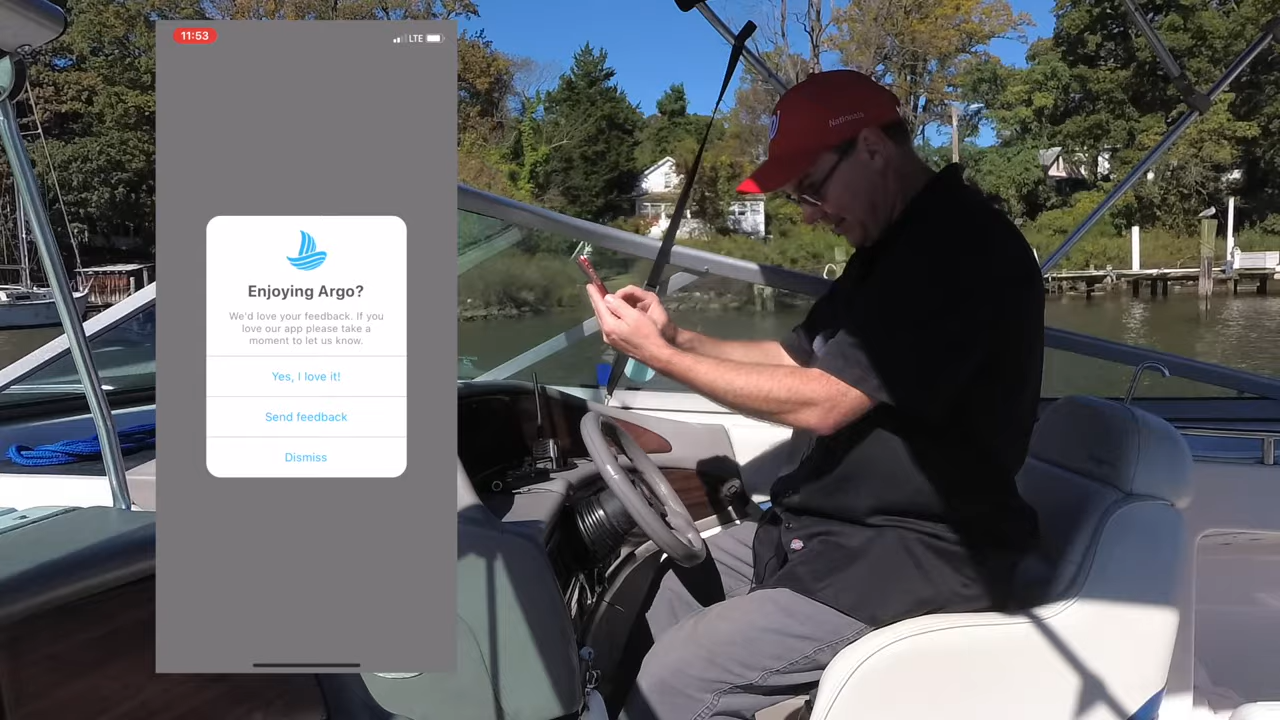 11:53
LTE
Enjoying Argo?
We'd love your feedback. If you
love our app please take a
moment to let us know.
Yes, I love it!
Send feedback
Dismiss
Nationals